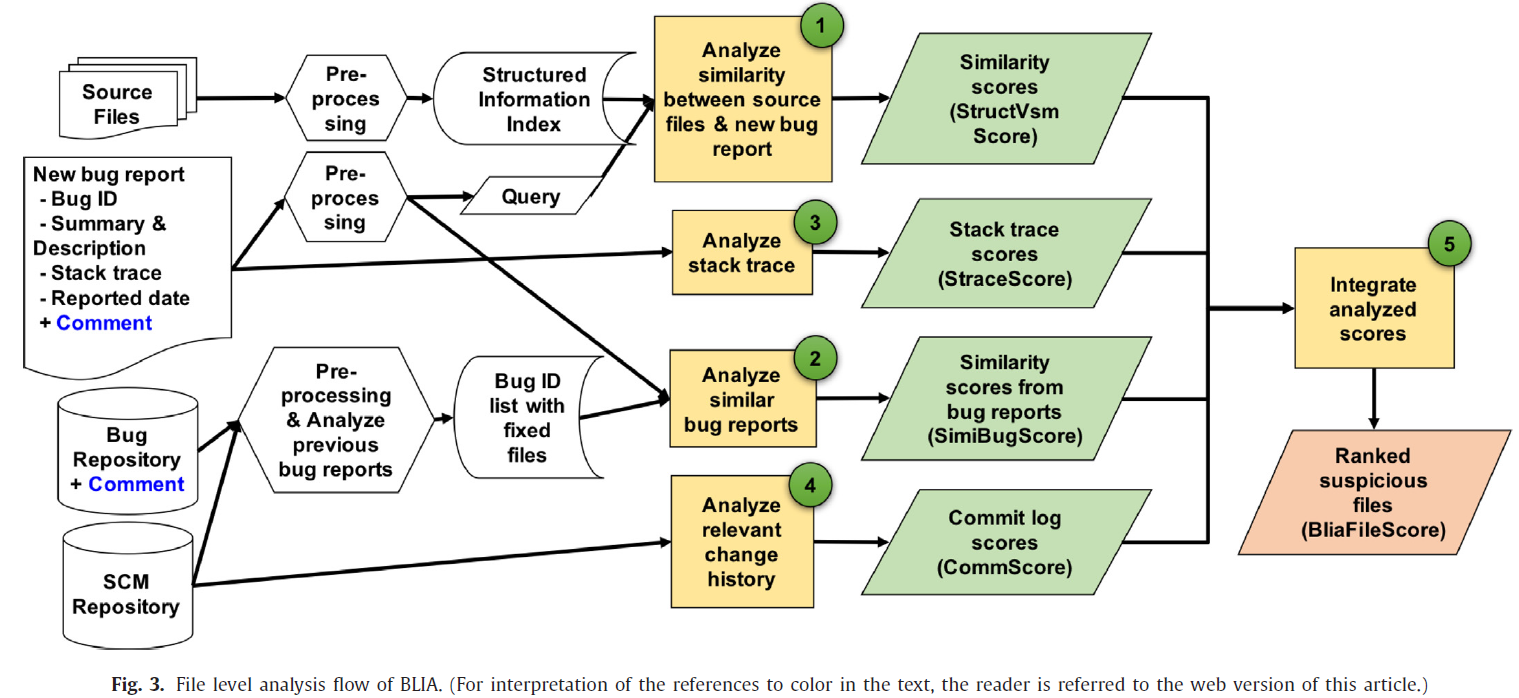 Source
Files
Pre-
proces
sing
Structured
Information
Index
1
Analyze
similarity
between source
files & new bug
report
Similarity
scores
(StructVsm
Score)
New bug report
- Bug ID
- Summary &
Description
- Stack trace
- Reported date
+ Comment
Pre-
proces
sing
Query
3
Analyze
stack trace
Stack trace
scores
(StraceScore)
5
Integrate
analyzed
scores
Bug
Repository
+ Comment
Pre-
processing
& Analyze
previous
bug reports
Bug ID
list with
fixed
files
2
Analyze
similar
bug reports
Similarity
scores from
bug reports
(SimiBugScore)
Ranked
suspicious
files
(BliaFileScore)
SCM
Repository
4
Analyze
relevant
change
history
Commit log
scores
(CommScore)
Fig. 3. File level analysis flow of BLIA. (For interpretation of the references to color in the text, the reader is referred to the web version of this article.)